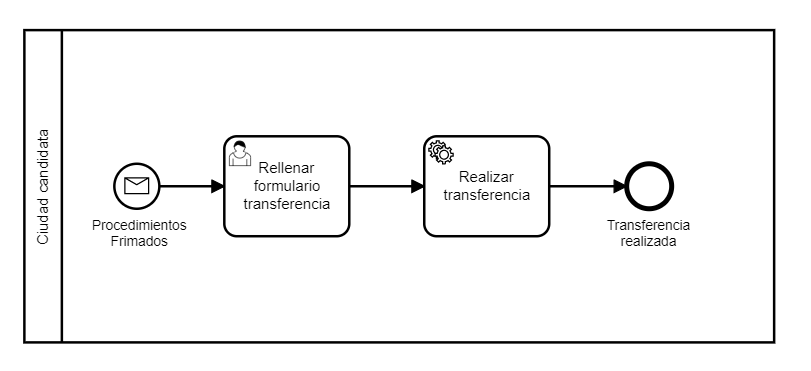 Ciudad candidata
Procedimientos
Frimados
Rellenar
formulario
transferencia
Realizar
transferencia
Transferencia
realizada